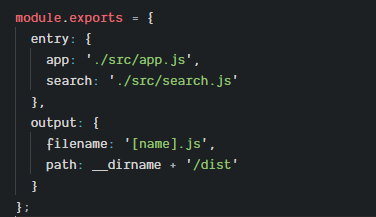 module.exports = {
  entry: {
    app: './src/app.js',
    search: './src/search.js'
  },
  output: {
    filename: '[name].js',
    path: __dirname + '/dist'
  }
};